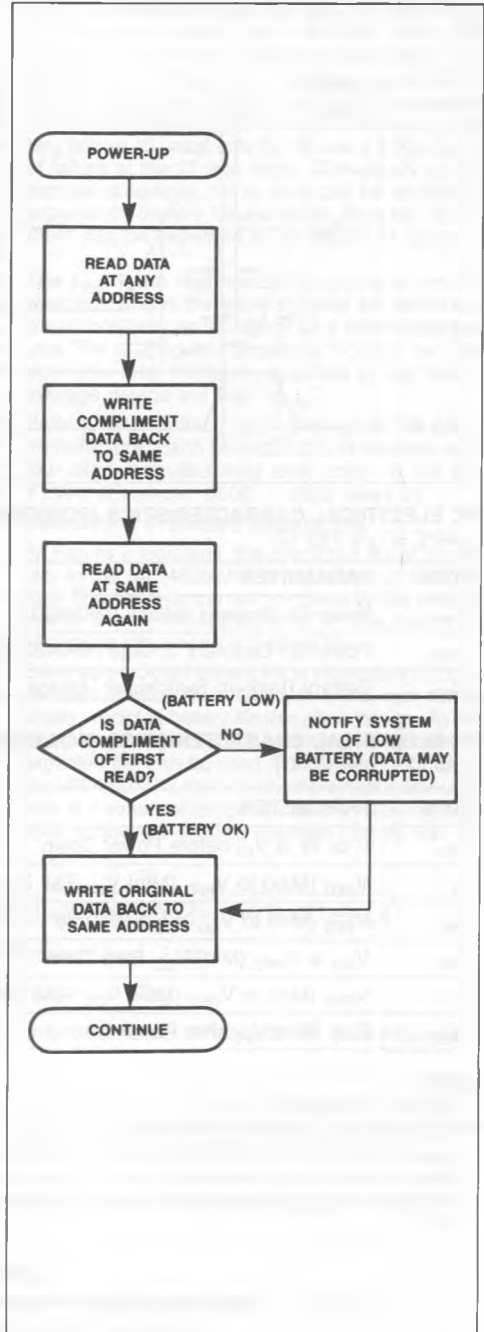 POWER-UP
READ DATA
AT ANY
ADDRESS
WRITE
COMPLIMENT
DATA BACK
TO SAME
ADDRESS
READ DATA
AT SAME
ADDRESS
AGAIN
IS DATA
COMPLIMENT
OF FIRST
READ?
(BATTERY LOW)
NO
NOTIFY SYSTEM
OF LOW
BATTERY (DATA MAY
BE CORRUPTED)
YES
(BATTERY OK)
WRITE ORIGINAL
DATA BACK TO
SAME ADDRESS
CONTINUE